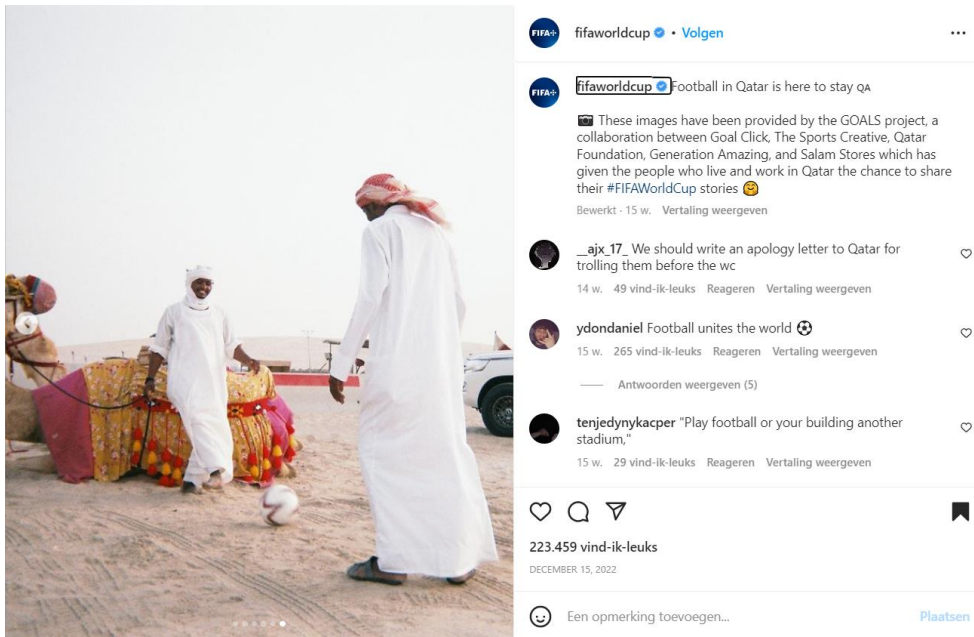 FIFA+
fifaworldcup • Volgen
FIFA+
fifaworldcup Football in Qatar is here to stay QA
These images have been provided by the GOALS project, a
collaboration between Goal Click, The Sports Creative, Qatar
Foundation, Generation Amazing, and Salam Stores which has
given the people who live and work in Qatar the chance to share
their #FIFAWorldCup stories 🤗
Bewerkt · 15 w. Vertaling weergeven
__ajx_17_ We should write an apology letter to Qatar for
trolling them before the wc
14 w. 49 vind-ik-leuks Reageren Vertaling weergeven
ydondaniel Football unites the world ⚽
15 w. 265 vind-ik-leuks Reageren Vertaling weergeven
Antwoorden weergeven (5)
tenjedynykacper "Play football or your building another
stadium,"
15 w. 29 vind-ik-leuks Reageren Vertaling weergeven
223.459 vind-ik-leuks
DECEMBER 15, 2022
Een opmerking toevoegen... Plaatsen